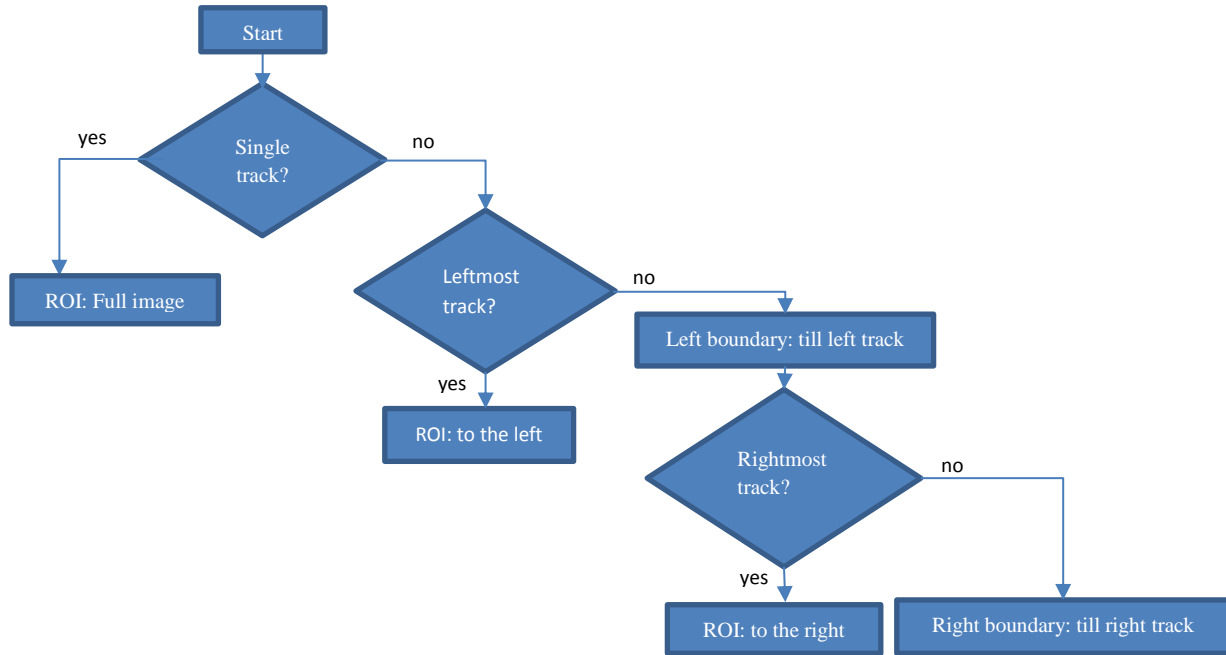 Start
yes
Single
track?
no
ROI: Full image
Leftmost
track?
no
yes
Left boundary: till left track
ROI: to the left
Rightmost
track?
no
yes
ROI: to the right
Right boundary: till right track